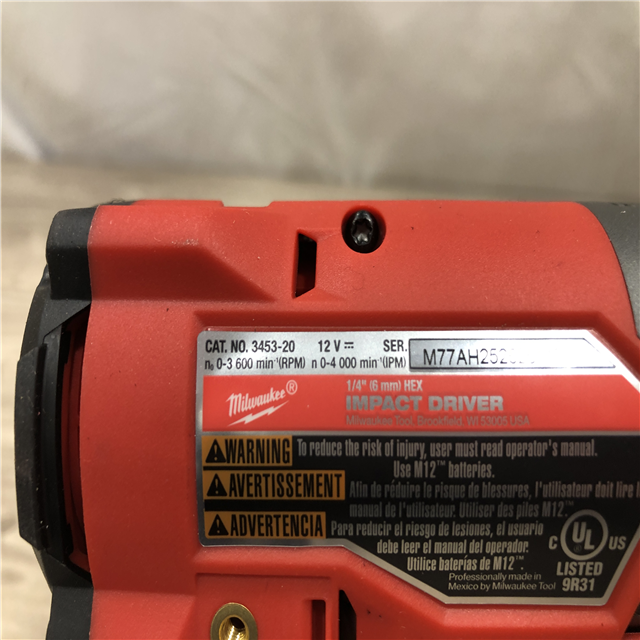 CAT. NO. 3453-20 12 V SER.
n₀ 0-3 600 min⁻¹(RPM) n 0-4 000 min⁻¹(IPM)
1/4" (6 mm) HEX
Milwaukee®
IMPACT DRIVER
Milwaukee Tool, Brookfield, WI 53005 USA
WARNING To reduce the risk of injury, user must read operator's manual.
Use M12™ batteries.
AVERTISSEMENT Afin de réduire le risque de blessures, l'utilisateur doit lire
manuel de l'utilisateur. Utiliser des piles M12™
ADVERTENCIA Para reducir el riesgo de lesiones, el usuario
debe leer el manual del operador.
Utilice baterías de M12™.
Professionally made in
Mexico by Milwaukee Tool
C UL US
LISTED
9R31